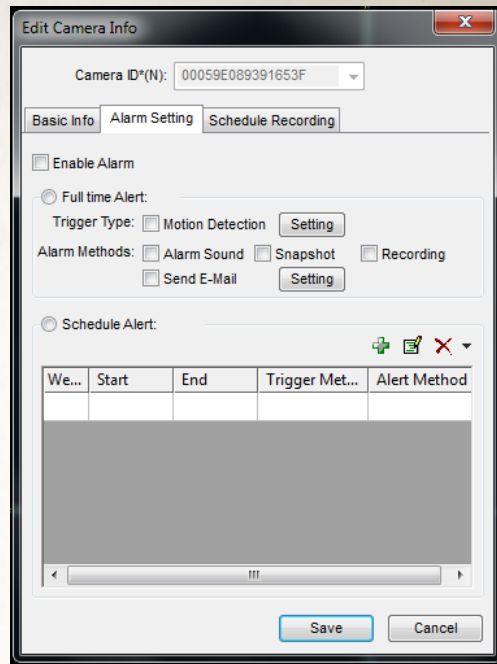 Edit Camera Info
Camera ID*(N): 00059E089391653F
Basic Info Alarm Setting Schedule Recording
Enable Alarm
Full time Alert:
Trigger Type: Motion Detection Setting
Alarm Methods: Alarm Sound Snapshot Recording
Send E-Mail Setting
Schedule Alert:
We... Start End Trigger Met... Alert Method
Save Cancel